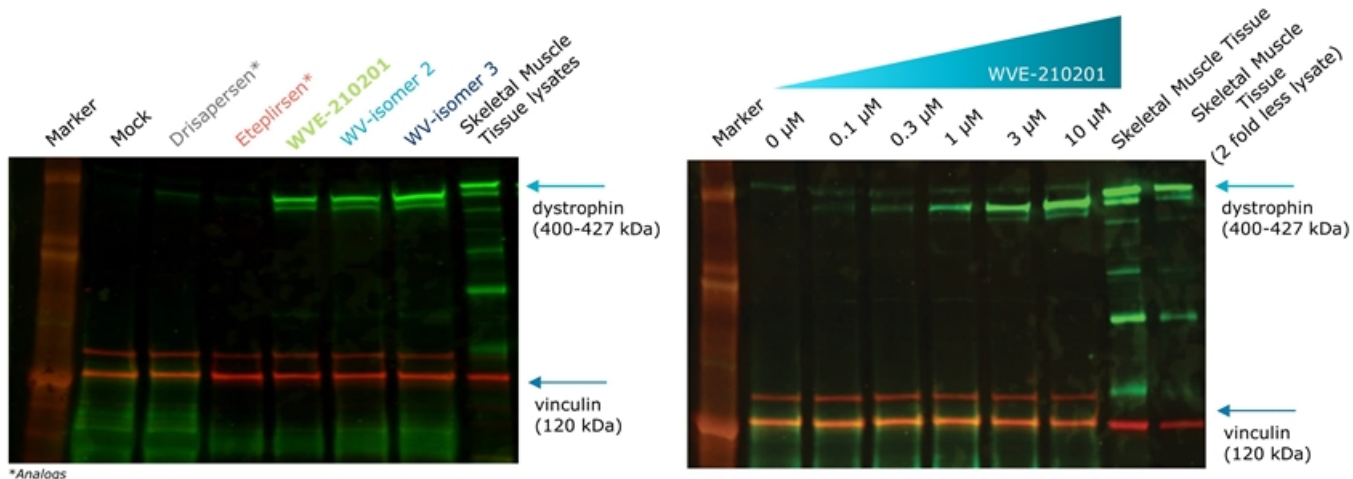 Marker
Mock
Drisapersen*
Eteplirsen*
WVE-210201
WV-isomer 2
WV-isomer 3
Skeletal Muscle
Tissue lysates
dystrophin
(400-427 kDa)
vinculin
(120 kDa)
*Analogs
WVE-210201
Marker
0 µM
0.1 µM
0.3 µM
1 µM
3 µM
10 µM
Skeletal Muscle Tissue
Skeletal Muscle
Tissue
(2 fold less lysate)
dystrophin
(400-427 kDa)
vinculin
(120 kDa)